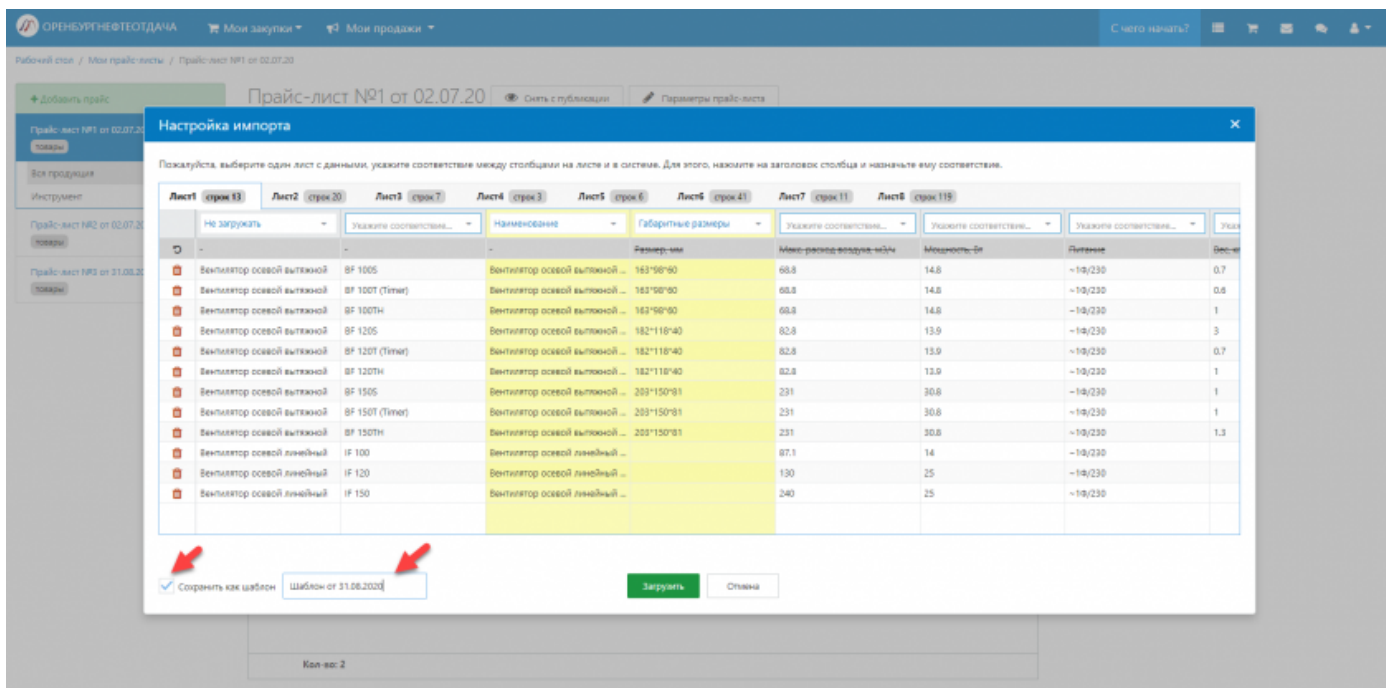 ОРЕНБУРГНЕФТЕОТДАЧА Мои закупки Мои продажи С чего начать?
Рабочий стол / Мои прайс-листы / Прайс-лист №1 от 02.07.20
Добавить прайс
Прайс-лист №1 от 02.07.20 Снять с публикации Параметры прайс-листа
Прайс-лист №1 от 02.07.20
товары
Вся продукция
Инструмент
Прайс-лист №2 от 02.07.20
товары
Прайс-лист №3 от 31.08.2
товары
Настройка импорта
Пожалуйста, выберите один лист с данными, укажите соответствие между столбцами на листе и в системе. Для этого, нажмите на заголовок столбца и назначьте ему соответствие.
Лист1 строк 13 Лист2 строк 20 Лист3 строк 7 Лист4 строк 3 Лист5 строк 6 Лист6 строк 41 Лист7 строк 11 Лист8 строк 119
Не загружать Укажите соответствие... Наименование Габаритные размеры Укажите соответствие... Укажите соответствие... Укажите соответствие... Укаж
- - - Размер, мм Макс. расход воздуха, м3/ч Мощность, Вт Питание Вес, кг
Вентилятор осевой вытяжной BF 100S Вентилятор осевой вытяжной ... 163*98*60 68.8 14.8 ~1Ф/230 0.7
Вентилятор осевой вытяжной BF 100T (Timer) Вентилятор осевой вытяжной ... 163*98*60 68.8 14.8 ~1Ф/230 0.6
Вентилятор осевой вытяжной BF 100TH Вентилятор осевой вытяжной ... 163*98*60 68.8 14.8 ~1Ф/230 1
Вентилятор осевой вытяжной BF 120S Вентилятор осевой вытяжной ... 182*118*40 82.8 13.9 ~1Ф/230 3
Вентилятор осевой вытяжной BF 120T (Timer) Вентилятор осевой вытяжной ... 182*118*40 82.8 13.9 ~1Ф/230 0.7
Вентилятор осевой вытяжной BF 120TH Вентилятор осевой вытяжной ... 182*118*40 82.8 13.9 ~1Ф/230 1
Вентилятор осевой вытяжной BF 150S Вентилятор осевой вытяжной ... 203*150*81 231 30.8 ~1Ф/230 1
Вентилятор осевой вытяжной BF 150T (Timer) Вентилятор осевой вытяжной ... 203*150*81 231 30.8 ~1Ф/230 1
Вентилятор осевой вытяжной BF 150TH Вентилятор осевой вытяжной ... 203*150*81 231 30.8 ~1Ф/230 1.3
Вентилятор осевой линейный IF 100 Вентилятор осевой линейный ... 87.1 14 ~1Ф/230
Вентилятор осевой линейный IF 120 Вентилятор осевой линейный ... 130 25 ~1Ф/230
Вентилятор осевой линейный IF 150 Вентилятор осевой линейный ... 240 25 ~1Ф/230
Сохранить как шаблон Шаблон от 31.08.2020 Загрузить Отмена
Кол-во: 2